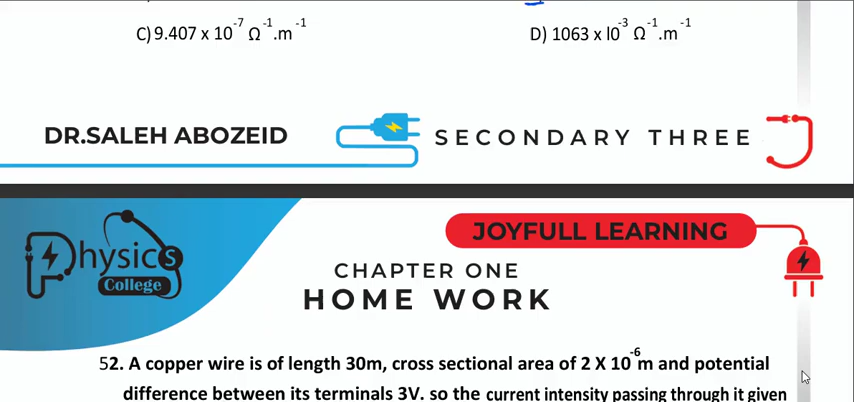 C) 9.407 x 10⁻⁷ Ω⁻¹.m⁻¹
D) 1063 x l0⁻³ Ω⁻¹.m⁻¹
DR.SALEH ABOZEID
SECONDARY THREE
Physics
College
JOYFULL LEARNING
CHAPTER ONE
HOME WORK
52. A copper wire is of length 30m, cross sectional area of 2 X 10⁻⁶m and potential
difference between its terminals 3V. so the current intensity passing through it given